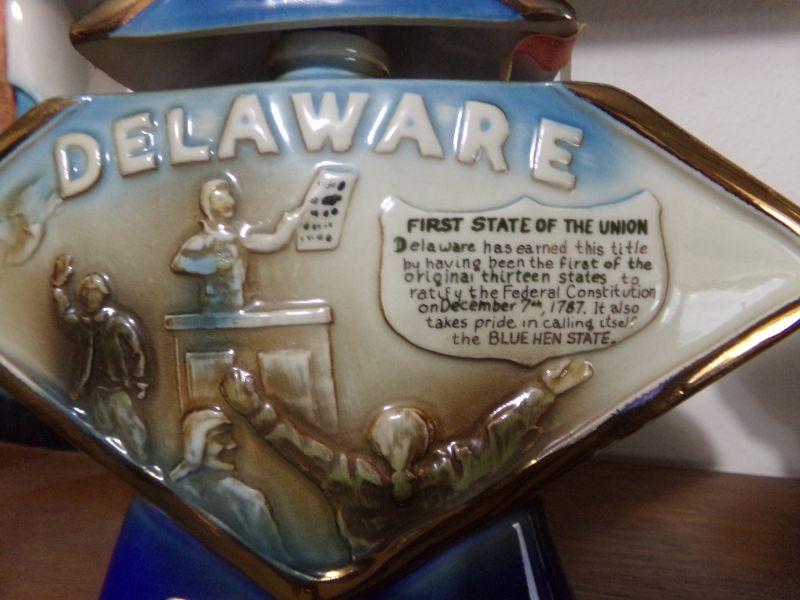 DELAWARE
FIRST STATE OF THE UNION
Delaware has earned this title
by having been the first of the
original thirteen states to
ratify the Federal Constitution
on December 7th, 1787. It also
takes pride in calling itself
the BLUE HEN STATE.